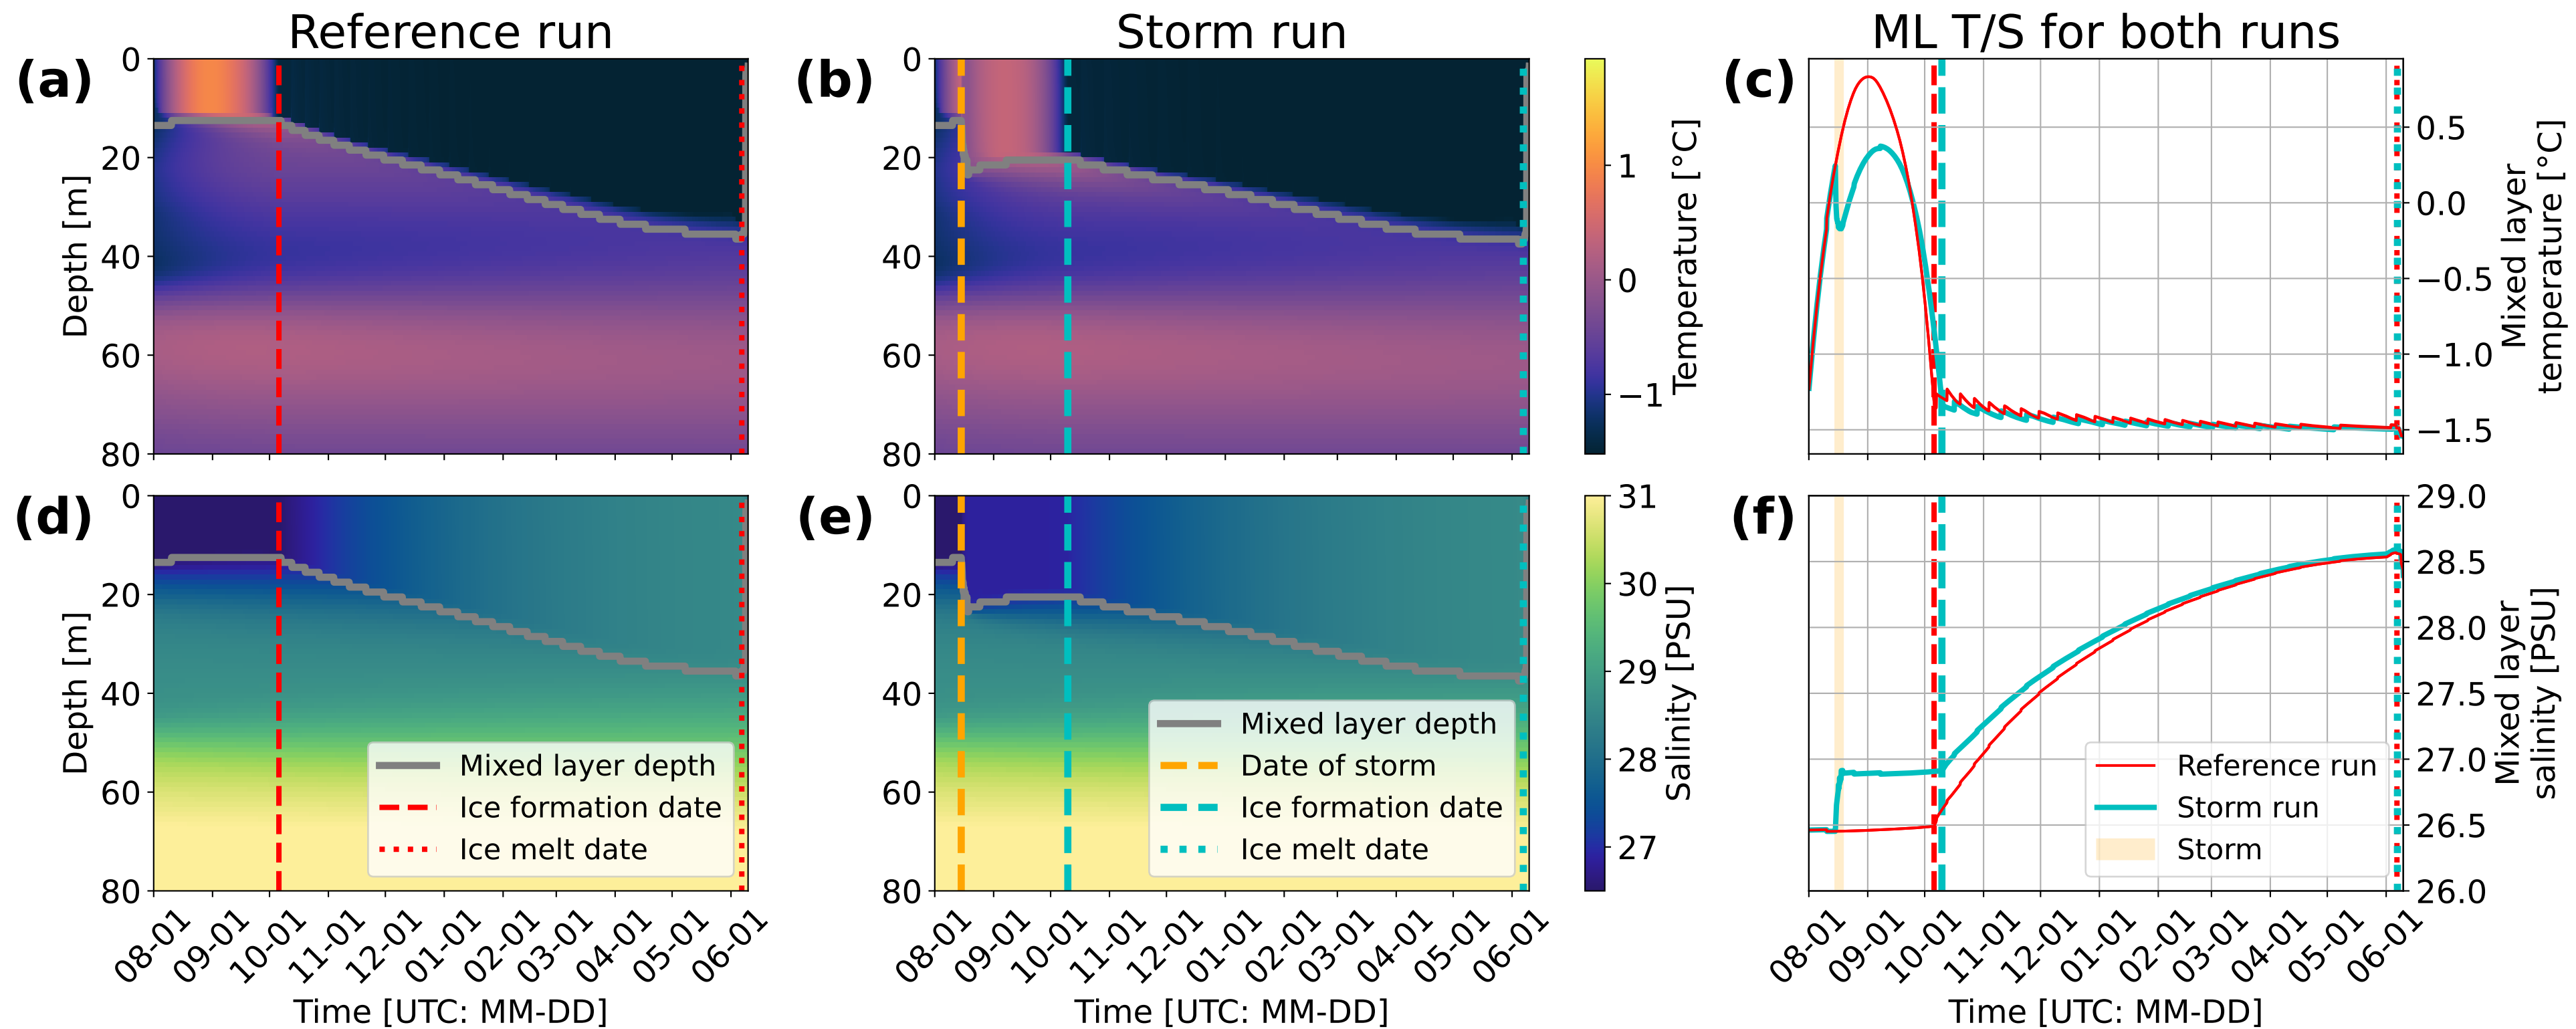 Reference run
Storm run
ML T/S for both runs
(a)
0
20
40
60
80
Depth [m]
(b)
0
20
40
60
80
1
0
−1
Temperature [°C]
(c)
0.5
0.0
−0.5
−1.0
−1.5
Mixed layer
temperature [°C]
(d)
0
20
40
60
80
Depth [m]
Mixed layer depth
Ice formation date
Ice melt date
08-01
09-01
10-01
11-01
12-01
01-01
02-01
03-01
04-01
05-01
06-01
Time [UTC: MM-DD]
(e)
0
20
40
60
80
Mixed layer depth
Date of storm
Ice formation date
Ice melt date
08-01
09-01
10-01
11-01
12-01
01-01
02-01
03-01
04-01
05-01
06-01
Time [UTC: MM-DD]
31
30
29
28
27
Salinity [PSU]
(f)
29.0
28.5
28.0
27.5
27.0
26.5
26.0
Mixed layer
salinity [PSU]
Reference run
Storm run
Storm
08-01
09-01
10-01
11-01
12-01
01-01
02-01
03-01
04-01
05-01
06-01
Time [UTC: MM-DD]